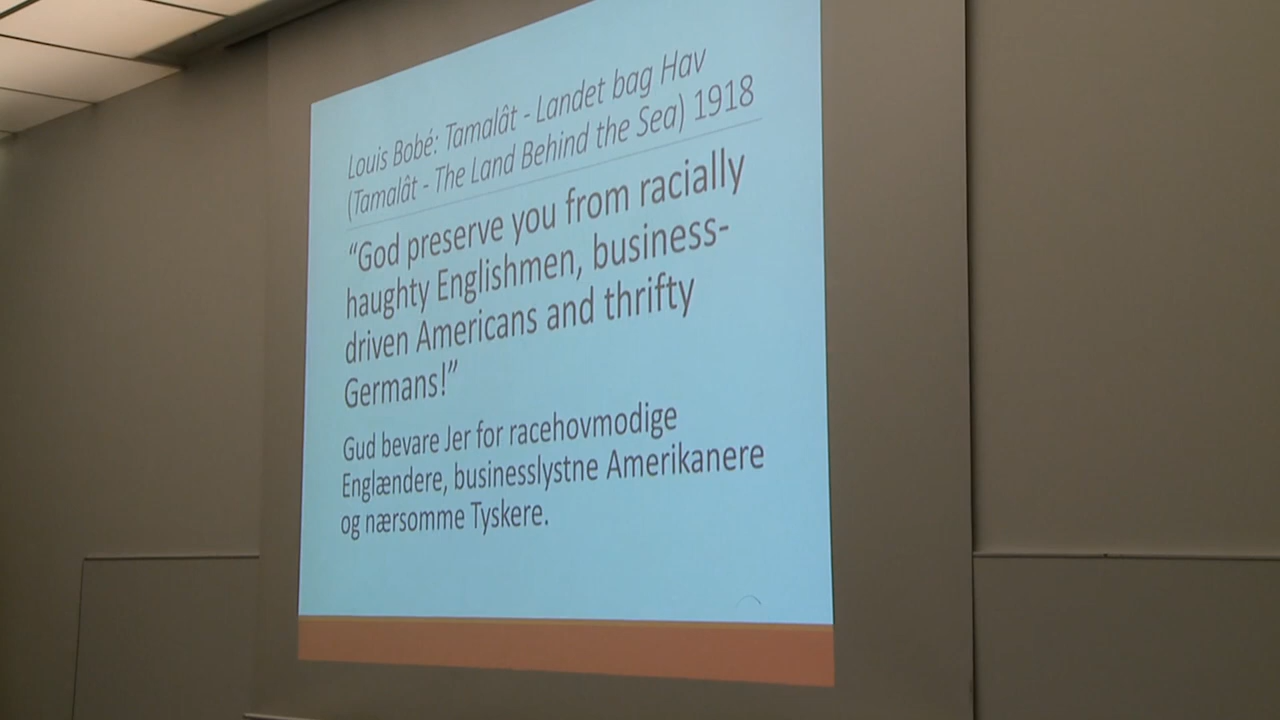 Louis Bobé: Tamalât - Landet bag Hav
(Tamalât - The Land Behind the Sea) 1918
“God preserve you from racially
haughty Englishmen, business-
driven Americans and thrifty
Germans!”
Gud bevare Jer for racehovmodige
Englændere, businesslystne Amerikanere
og nærsomme Tyskere.